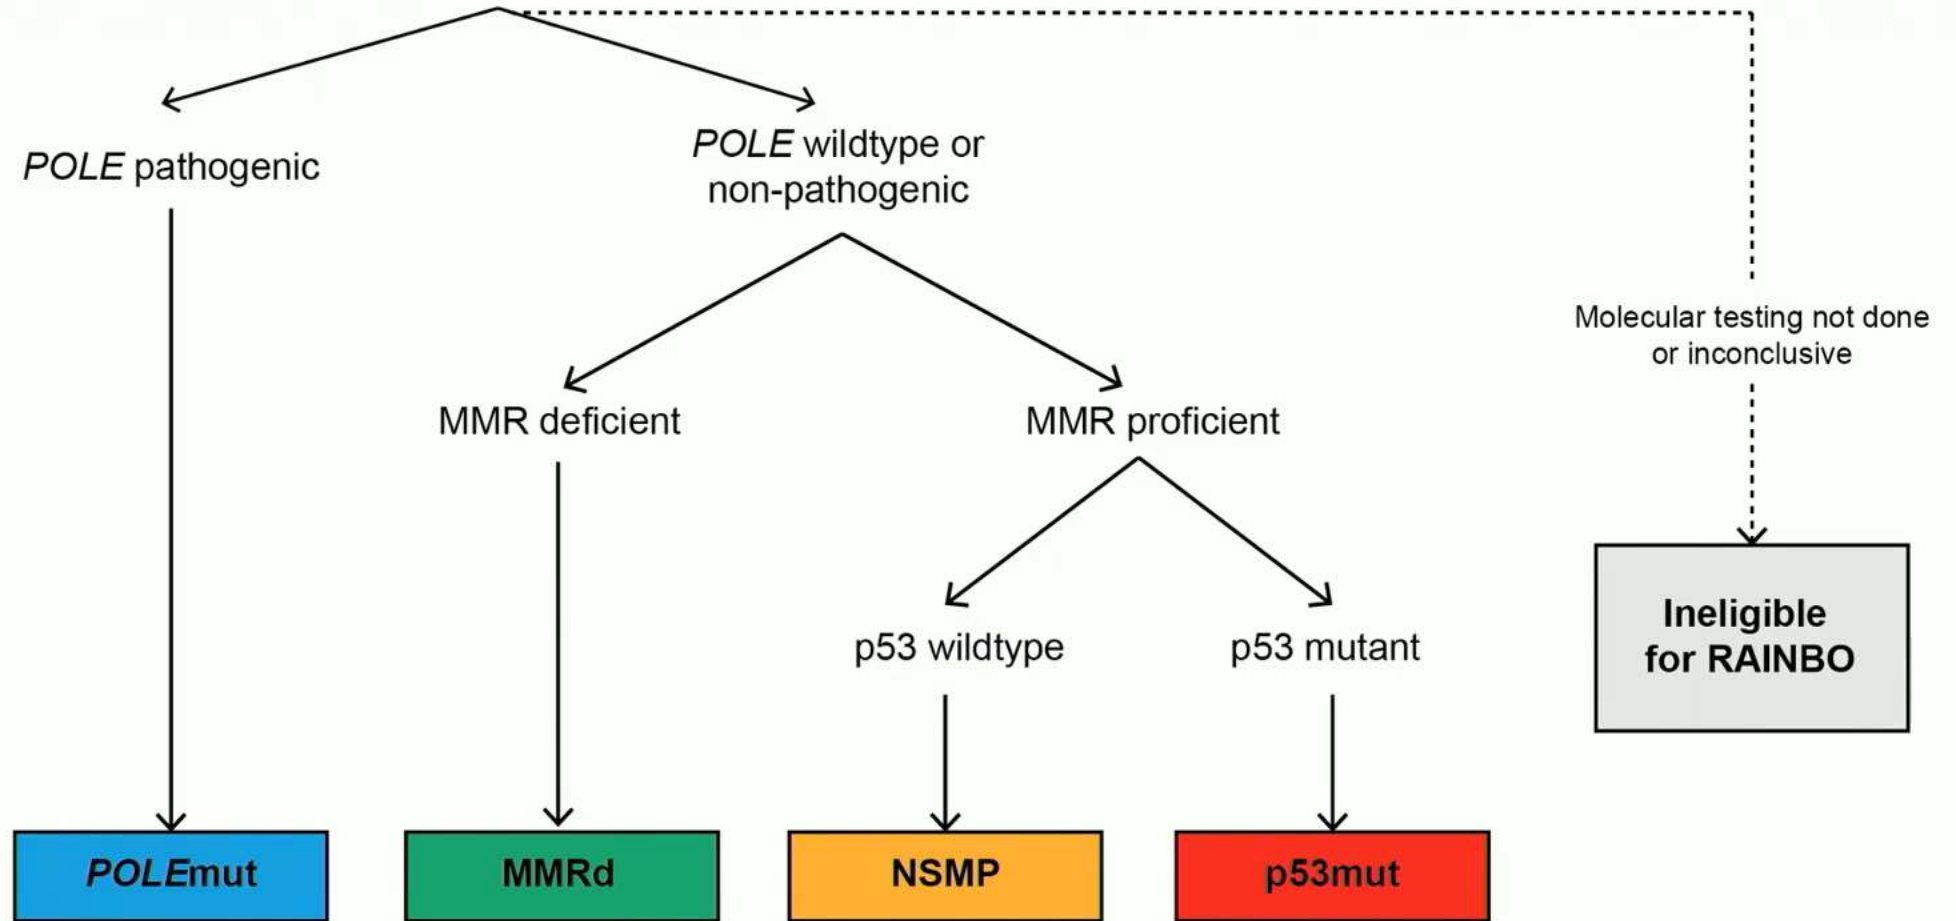 POLE pathogenic
POLE wildtype or
non-pathogenic
Molecular testing not done
or inconclusive
MMR deficient
MMR proficient
p53 wildtype
p53 mutant
Ineligible
for RAINBO
POLEmut
MMRd
NSMP
p53mut